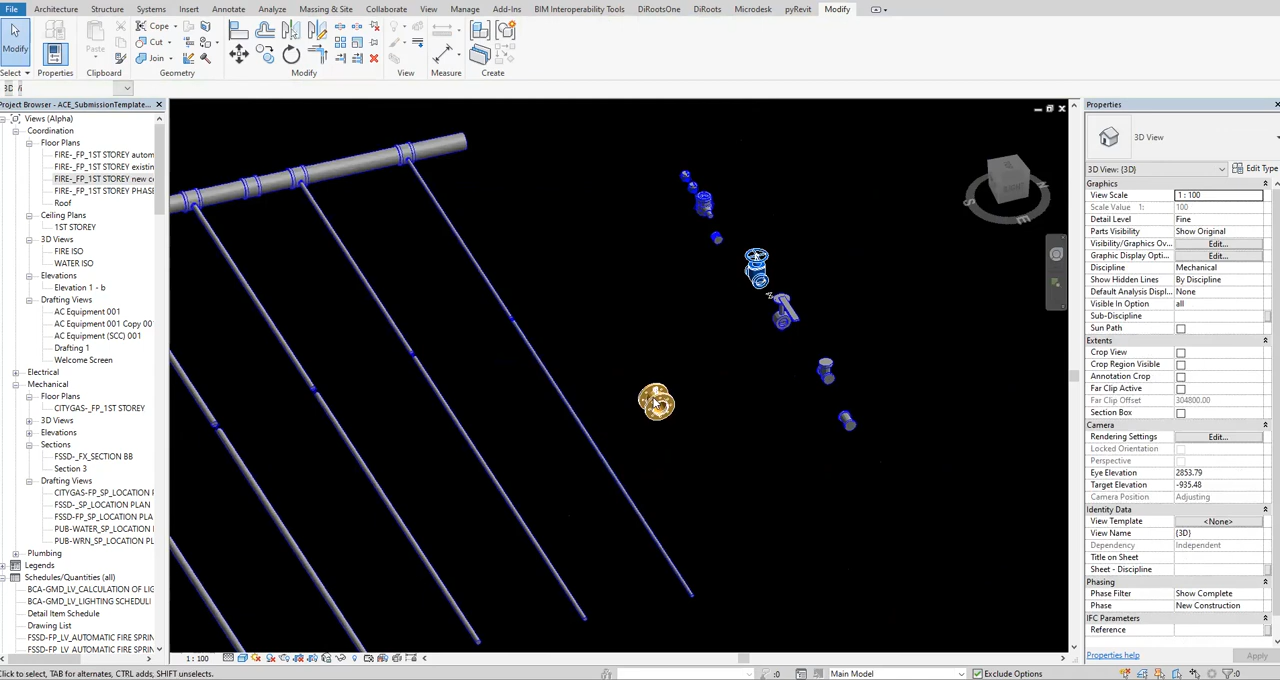 File Architecture Structure Systems Insert Annotate Analyze Massing & Site Collaborate View Manage Add-Ins BIM Interoperability Tools DiRootsOne DiRoots Microdesk pyRevit Modify
Modify Paste Cope Cut Join
Select Properties Clipboard Geometry Modify View Measure Create
3D
Project Browser - ACE_SubmissionTemplate...
Views (Alpha)
Coordination
Floor Plans
FIRE-_FP_1ST STOREY autom
FIRE-_FP_1ST STOREY existin
FIRE-_FP_1ST STOREY new c
FIRE-_FP_1ST STOREY PHASE
Roof
Ceiling Plans
1ST STOREY
3D Views
FIRE ISO
WATER ISO
Elevations
Elevation 1 - b
Drafting Views
AC Equipment 001
AC Equipment 001 Copy 00
AC Equipment (SCC) 001
Drafting 1
Welcome Screen
Electrical
Mechanical
Floor Plans
CITYGAS-_FP_1ST STOREY
3D Views
Elevations
Sections
FSSD-_FX_SECTION BB
Section 3
Drafting Views
CITYGAS-FP_SP_LOCATION
FSSD-_SP_LOCATION PLAN
FSSD-FP_SP_LOCATION PLA
PUB-WATER_SP_LOCATION P
PUB-WRN_SP_LOCATION PL
Plumbing
Legends
Schedules/Quantities (all)
BCA-GMD_LV_CALCULATION OF LI
BCA-GMD_LV_LIGHTING SCHEDULI
Detail Item Schedule
Drawing List
FSSD-FP_LV_AUTOMATIC FIRE SPRIN
FSSD-FP_LV_AUTOMATIC FIRE SPRIN
Properties
3D View
3D View: {3D} Edit Type
Graphics
View Scale 1 : 100
Scale Value 1: 100
Detail Level Fine
Parts Visibility Show Original
Visibility/Graphics Ov... Edit...
Graphic Display Opti... Edit...
Discipline Mechanical
Show Hidden Lines By Discipline
Default Analysis Displ... None
Visible In Option all
Sub-Discipline
Sun Path
Extents
Crop View
Crop Region Visible
Annotation Crop
Far Clip Active
Far Clip Offset 304800.00
Section Box
Camera
Rendering Settings Edit...
Locked Orientation
Perspective
Eye Elevation 2853.79
Target Elevation -935.48
Camera Position Adjusting
Identity Data
View Template <None>
View Name {3D}
Dependency Independent
Title on Sheet
Sheet - Discipline
Phasing
Phase Filter Show Complete
Phase New Construction
IFC Parameters
Reference
Properties help Apply
1 : 100
Click to select, TAB for alternates, CTRL adds, SHIFT unselects. :0 Main Model Exclude Options :0